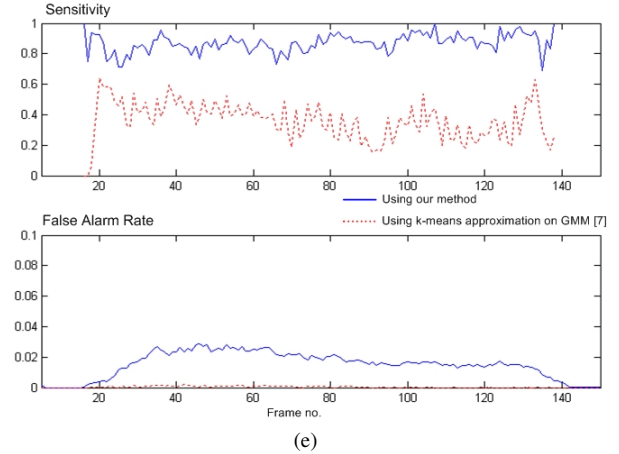 Sensitivity
1
0.8
0.6
0.4
0.2
0
20 40 60 80 100 120 140
Using our method
Using k-means approximation on GMM [7]
False Alarm Rate
0.1
0.08
0.06
0.04
0.02
0
20 40 60 80 100 120 140
Frame no.
(e)